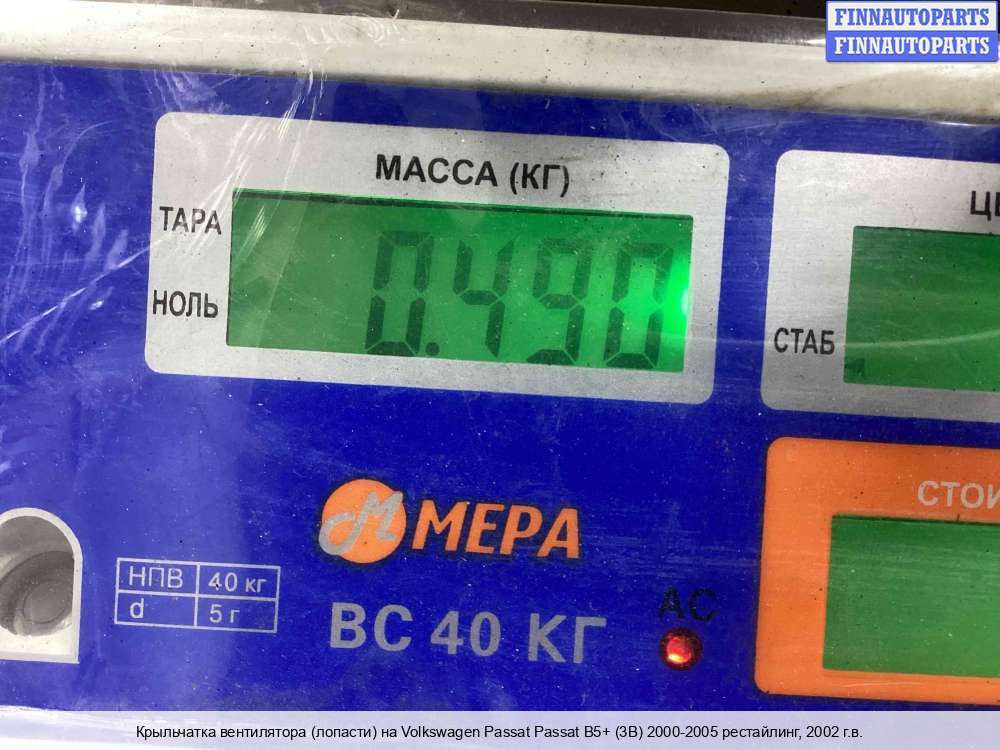 FINNAUTOPARTS
FINNAUTOPARTS
МАССА (КГ)
ТАРА
0.490
НОЛЬ
СТАБ
МЕРА
НПВ 40 кг
d 5 г
ВС 40 КГ
АС
Крыльчатка вентилятора (лопасти) на Volkswagen Passat Passat B5+ (3B) 2000-2005 рестайлинг, 2002 г.в.